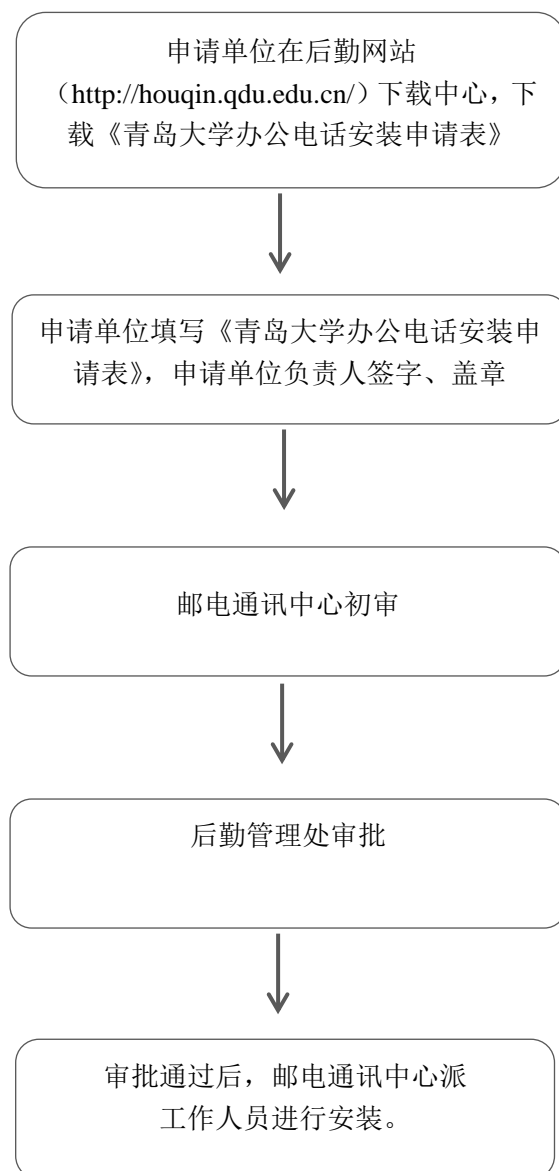 申请单位在后勤网站
（http://houqin.qdu.edu.cn/）下载中心，下
载《青岛大学办公电话安装申请表》
申请单位填写《青岛大学办公电话安装申
请表》，申请单位负责人签字、盖章
邮电通讯中心初审
后勤管理处审批
审批通过后，邮电通讯中心派
工作人员进行安装。